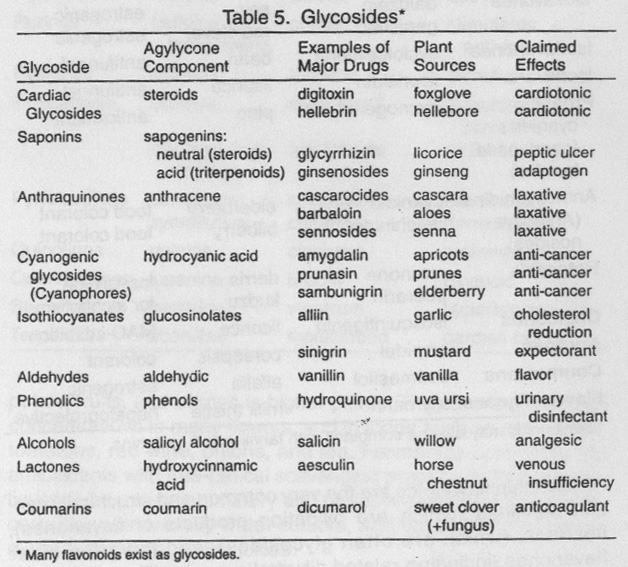 Table 5. Glycosides*
Glycoside Agylycone Component Examples of Major Drugs Plant Sources Claimed Effects
Cardiac steroids digitoxin foxglove cardiotonic
Glycosides hellebrin hellebore cardiotonic
Saponins sapogenins:
neutral (steroids) glycyrrhizin licorice peptic ulcer
acid (triterpenoids) ginsenosides ginseng adaptogen
Anthraquinones anthracene cascarocides cascara laxative
barbaloin aloes laxative
sennosides senna laxative
Cyanogenic hydrocyanic acid amygdalin apricots anti-cancer
glycosides prunasin prunes anti-cancer
(Cyanophors) sambunigrin elderberry anti-cancer
Isothiocyanates glucosinolates alliin garlic cholesterol
reduction
sinigrin mustard expectorant
Aldehydes aldehydic vanillin vanilla flavor
Phenolics phenols hydroquinone uva ursi urinary
disinfectant
Alcohols salicyl alcohol salicin willow analgesic
Lactones hydroxycinnamic aesculin horse venous
acid chestnut insufficiency
Coumarins coumarin dicumarol sweet clover anticoagulant
(+fungus)
* Many flavonoids exist as glycosides.